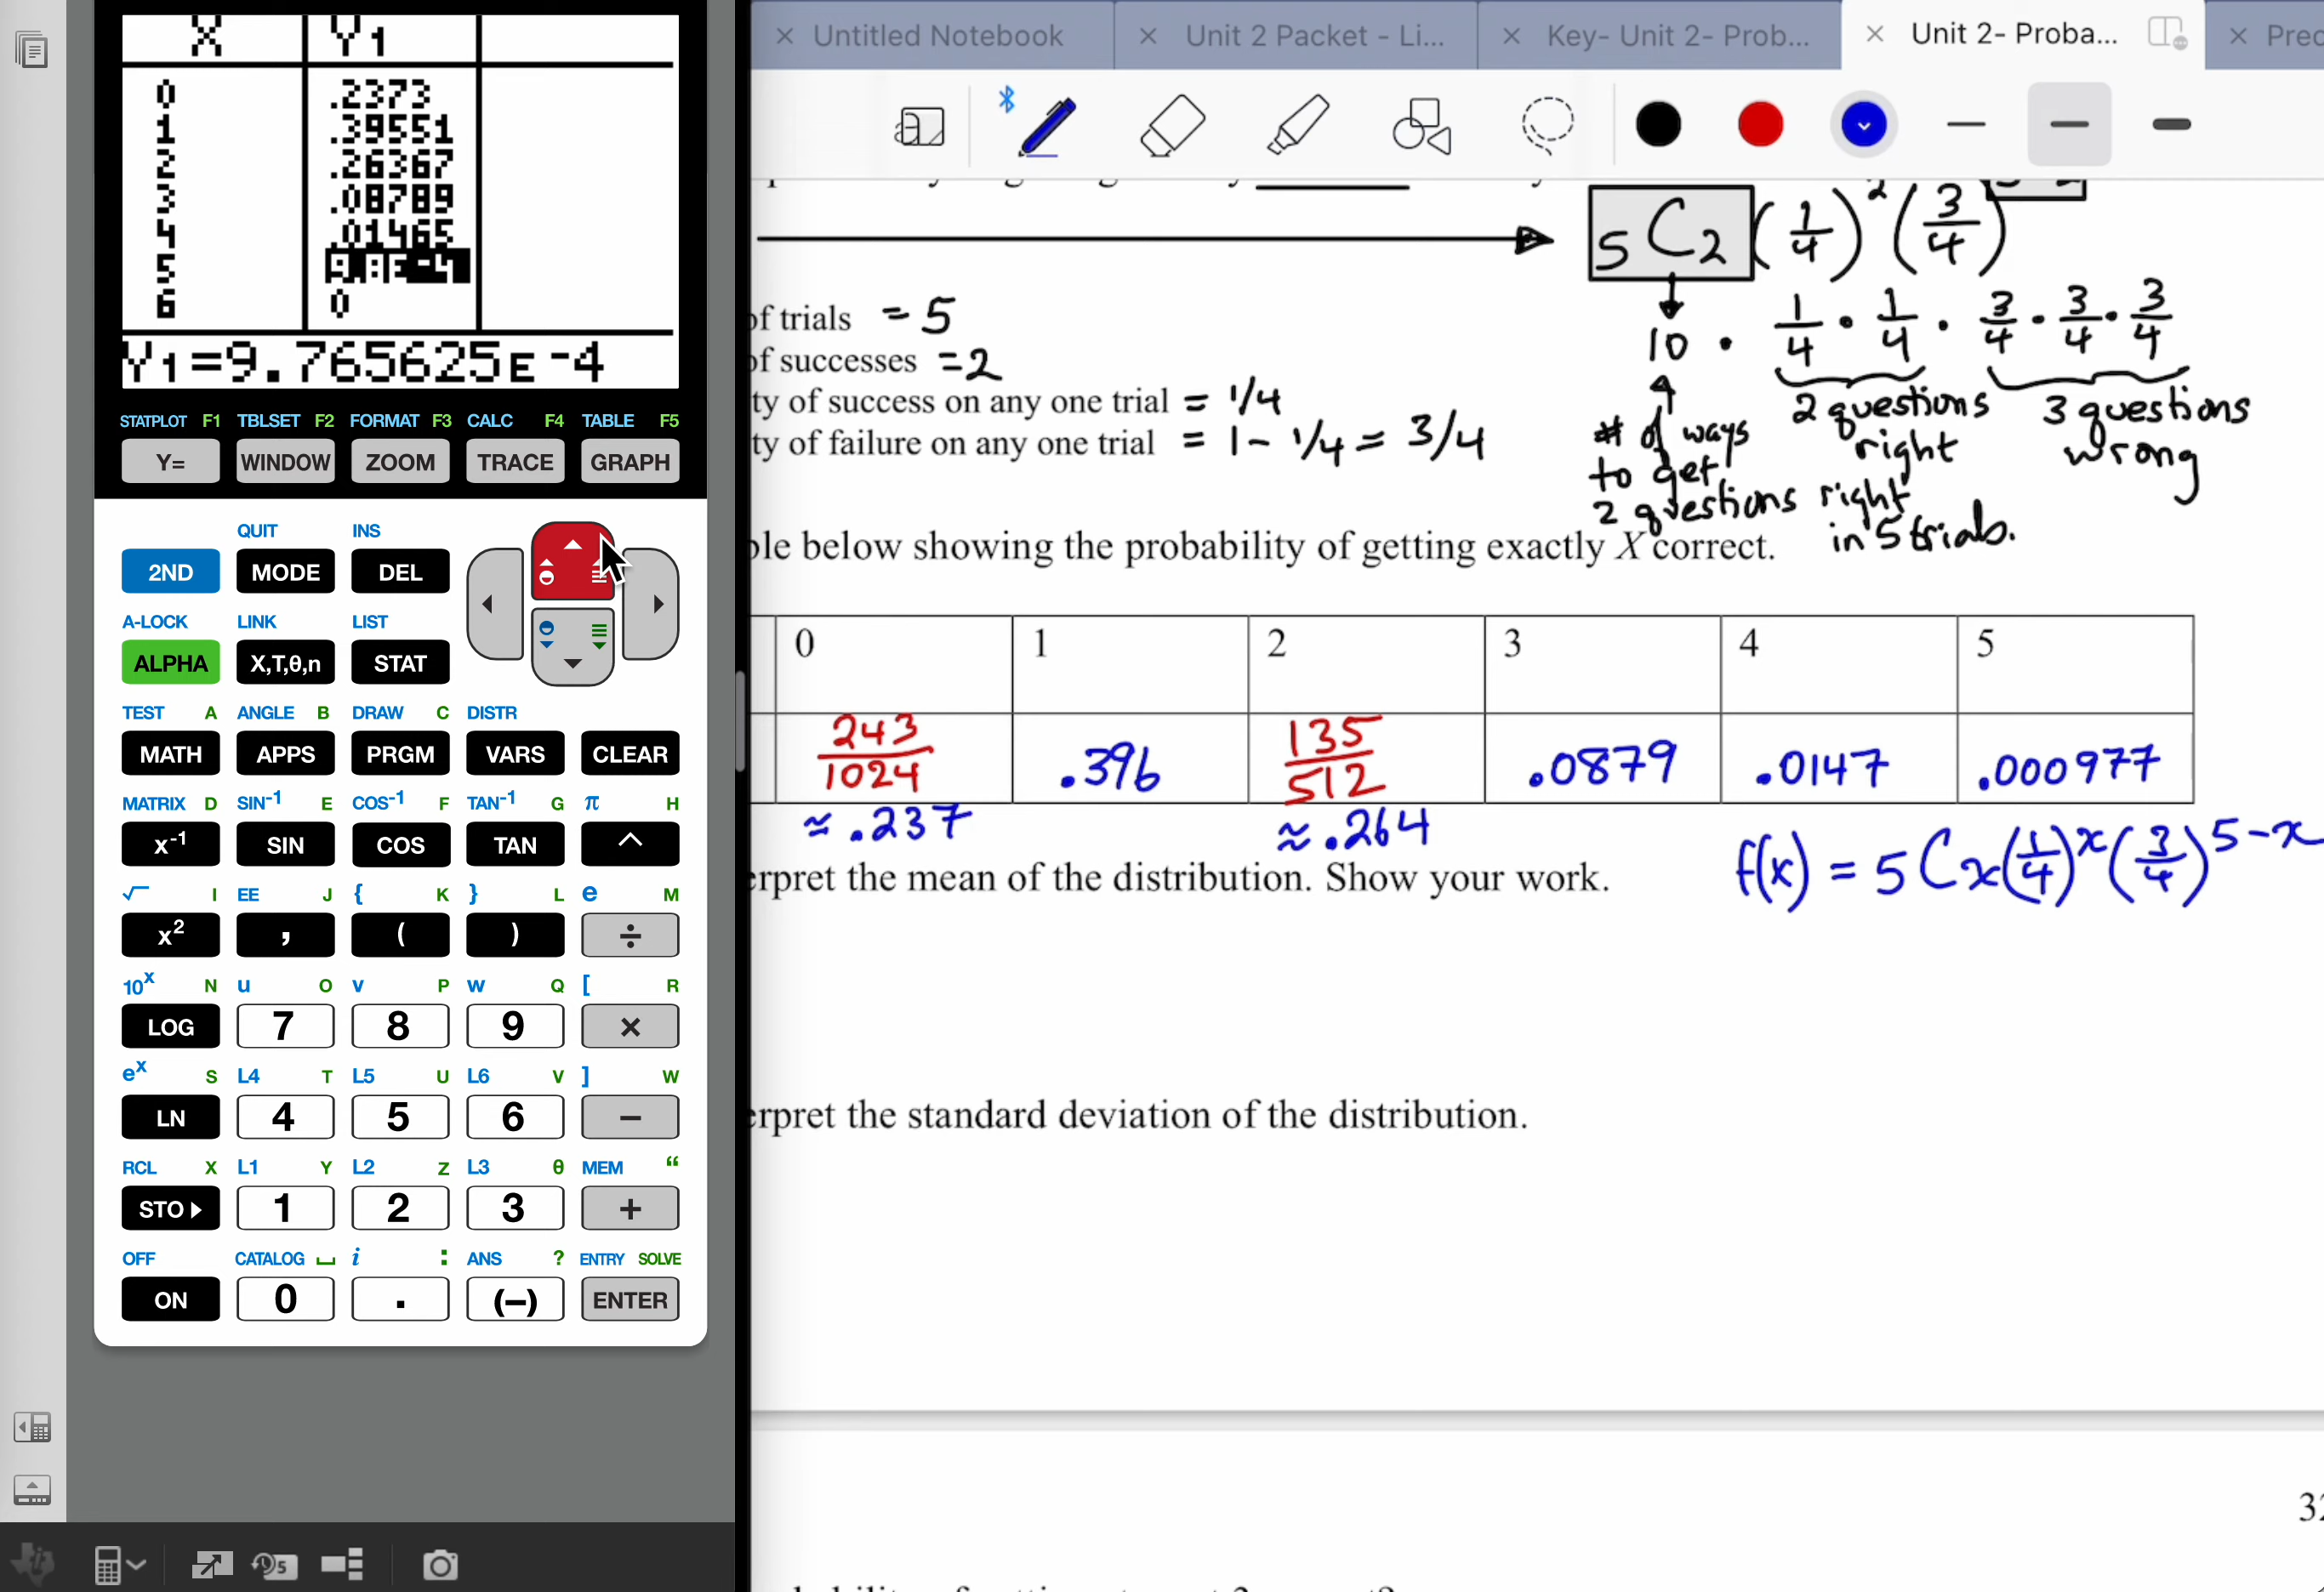 X Y1
0 .2373
1 .39551
2 .26367
3 .08789
4 .01465
5 9.8E-4
6 0
Y1=9.765625E-4
STATPLOT F1 TBLSET F2 FORMAT F3 CALC F4 TABLE F5
Y= WINDOW ZOOM TRACE GRAPH
QUIT INS
2ND MODE DEL
A-LOCK LINK LIST
ALPHA X,T,θ,n STAT
TEST A ANGLE B DRAW C DISTR
MATH APPS PRGM VARS CLEAR
MATRIX D SIN-1 E COS-1 F TAN-1 G π H
x-1 SIN COS TAN ^
√ I EE J { K } L e M
x2 , ( ) ÷
10x N u O v P w Q [ R
LOG 7 8 9 ×
ex S L4 T L5 U L6 V ] W
LN 4 5 6 −
RCL X L1 Y L2 Z L3 θ MEM “
STO▶ 1 2 3 +
OFF CATALOG ␣ i : ANS ? ENTRY SOLVE
ON 0 . (−) ENTER
Untitled Notebook Unit 2 Packet - Li... Key- Unit 2- Prob... Unit 2- Proba... Prec
5C2 (1/4)^2 (3/4)
10 · 1/4 · 1/4 · 3/4 · 3/4 · 3/4
of trials = 5
of successes = 2
ty of success on any one trial = 1/4
ty of failure on any one trial = 1 − 1/4 = 3/4
# of ways
to get
2 questions right
in 5 trials.
2 questions
right
3 questions
wrong
ble below showing the probability of getting exactly X correct.
0 1 2 3 4 5
243/1024 .396 135/512 .0879 .0147 .000977
≈ .237 ≈ .264
f(x) = 5Cx(1/4)^x(3/4)^5−x
erpret the mean of the distribution. Show your work.
erpret the standard deviation of the distribution.